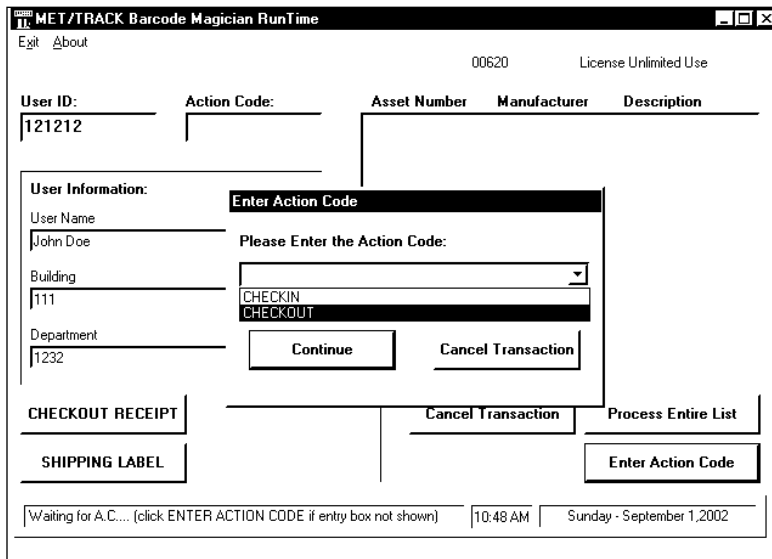 MET/TRACK Barcode Magician RunTime
Exit About
00620 License Unlimited Use
User ID: Action Code: Asset Number Manufacturer Description
121212
User Information:
User Name
John Doe
Building
111
Department
1232
Enter Action Code
Please Enter the Action Code:
CHECKIN
CHECKOUT
Continue Cancel Transaction
CHECKOUT RECEIPT Cancel Transaction Process Entire List
SHIPPING LABEL Enter Action Code
Waiting for A.C.... (click ENTER ACTION CODE if entry box not shown) 10:48 AM Sunday - September 1,2002